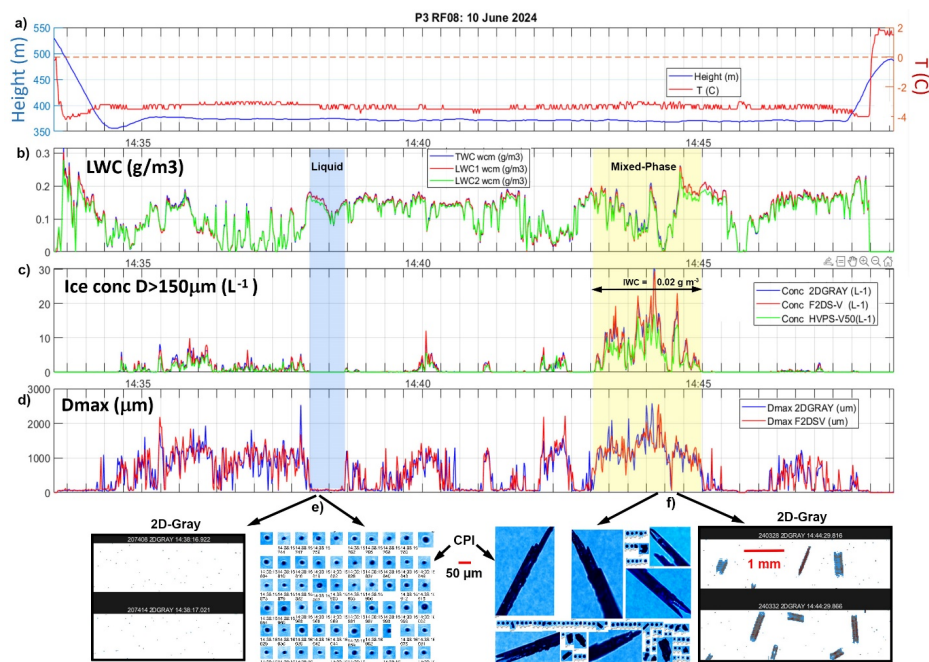 P3 RF08: 10 June 2024
a)
Height (m)
550
500
450
400
350
Height (m)
T (C)
2
0
-2
-4
T (C)
14:35
14:40
14:45
b)
LWC (g/m3)
0.3
0.2
0.1
0
Liquid
TWC wcm (g/m3)
LWC1 wcm (g/m3)
LWC2 wcm (g/m3)
Mixed-Phase
14:35
14:40
14:45
c)
Ice conc D>150μm (L-1)
30
20
10
0
IWC = 0.02 g m-3
Conc 2DGRAY (L-1)
Conc F2DS-V (L-1)
Conc HVPS-V50(L-1)
14:35
14:40
14:45
d)
Dmax (μm)
3000
2000
1000
0
Dmax 2DGRAY (um)
Dmax F2DSV (um)
e)
f)
2D-Gray
207408 2DGRAY 14:38:16.922
207414 2DGRAY 14:38:17.021
CPI
50 μm
2D-Gray
240328 2DGRAY 14:44:29.816
1 mm
240332 2DGRAY 14:44:29.866